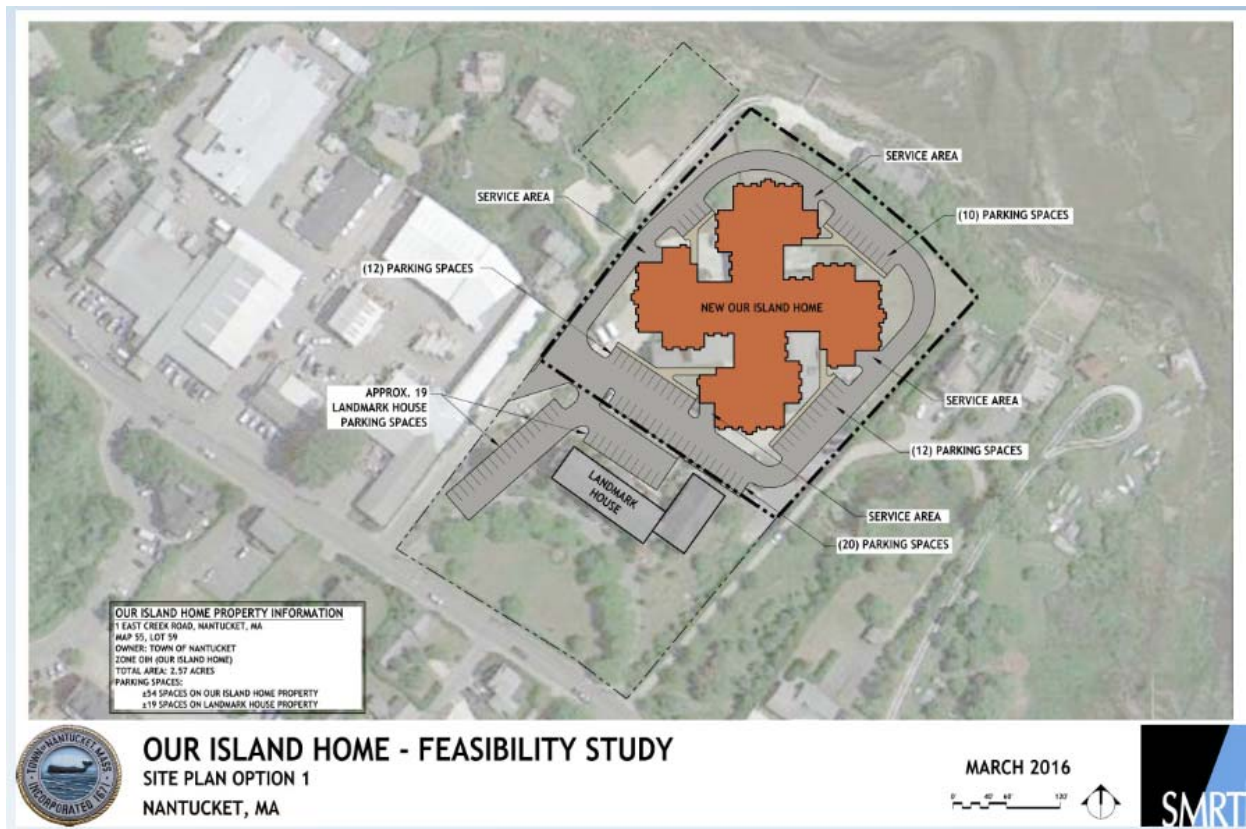 SERVICE AREA
SERVICE AREA
(10) PARKING SPACES
(12) PARKING SPACES
NEW OUR ISLAND HOME
APPROX. 19
LANDMARK HOUSE
PARKING SPACES
SERVICE AREA
(12) PARKING SPACES
LANDMARK
HOUSE
SERVICE AREA
(20) PARKING SPACES
OUR ISLAND HOME PROPERTY INFORMATION
1 EAST CREEK ROAD, NANTUCKET, MA
MAP 55, LOT 59
OWNER: TOWN OF NANTUCKET
ZONE OIH (OUR ISLAND HOME)
TOTAL AREA: 2.57 ACRES
PARKING SPACES:
±54 SPACES ON OUR ISLAND HOME PROPERTY
±19 SPACES ON LANDMARK HOUSE PROPERTY
TOWN OF NANTUCKET MASS
INCORPORATED 1671
OUR ISLAND HOME - FEASIBILITY STUDY
SITE PLAN OPTION 1
NANTUCKET, MA
MARCH 2016
0' 40' 60' 120'
SMRT